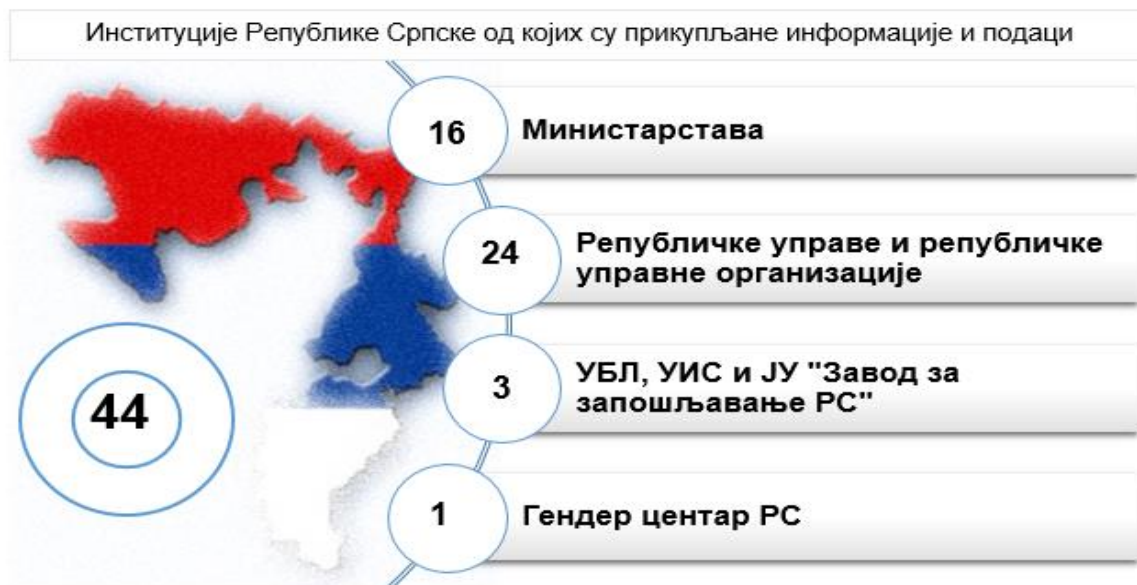 Институције Републике Српске од којих су прикупљане информације и подаци
16
Министарстава
24
Републичке управе и републичке
управне организације
3
УБЛ, УИС и ЈУ "Завод за
запошљавање РС"
44
1
Гендер центар РС